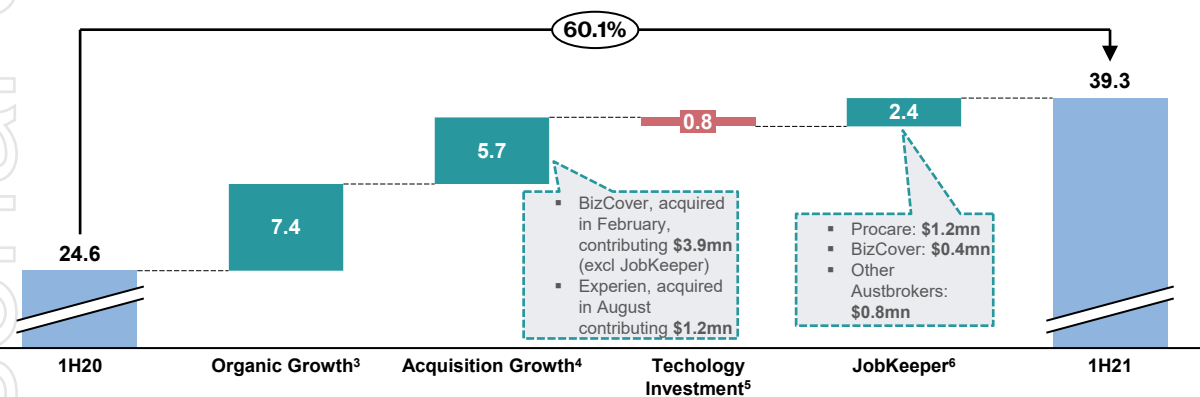 60.1%
39.3
2.4
0.8
5.7
7.4
24.6
▪ BizCover, acquired
in February,
contributing $3.9mn
(excl JobKeeper)
▪ Experien, acquired
in August
contributing $1.2mn
▪ Procare: $1.2mn
▪ BizCover: $0.4mn
▪ Other
Austbrokers:
$0.8mn
1H20
Organic Growth³
Acquisition Growth⁴
Techology
Investment⁵
JobKeeper⁶
1H21